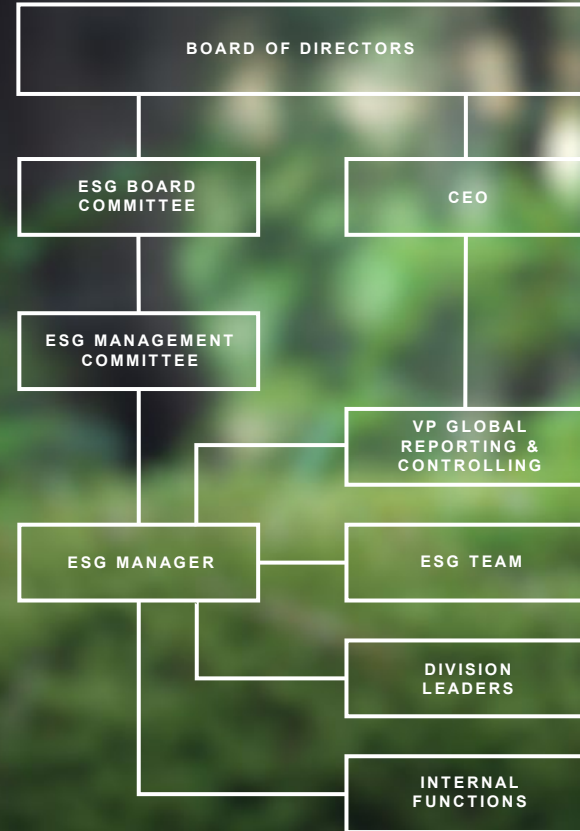 BOARD OF DIRECTORS
ESG BOARD
COMMITTEE
CEO
ESG MANAGEMENT
COMMITTEE
VP GLOBAL
REPORTING &
CONTROLLING
ESG MANAGER
ESG TEAM
DIVISION
LEADERS
INTERNAL
FUNCTIONS